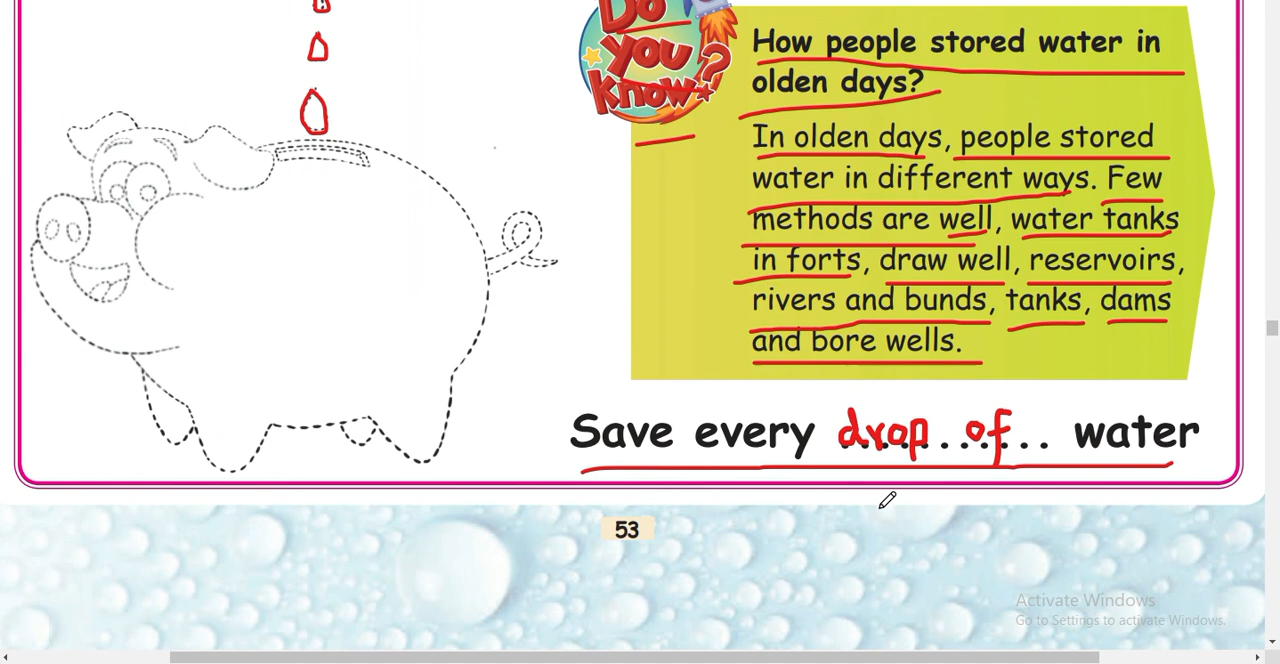 Do
you
know?
How people stored water in
olden days?
In olden days, people stored
water in different ways. Few
methods are well, water tanks
in forts, draw well, reservoirs,
rivers and bunds, tanks, dams
and bore wells.
Save every drop of water
53
Activate Windows
Go to Settings to activate Windows.